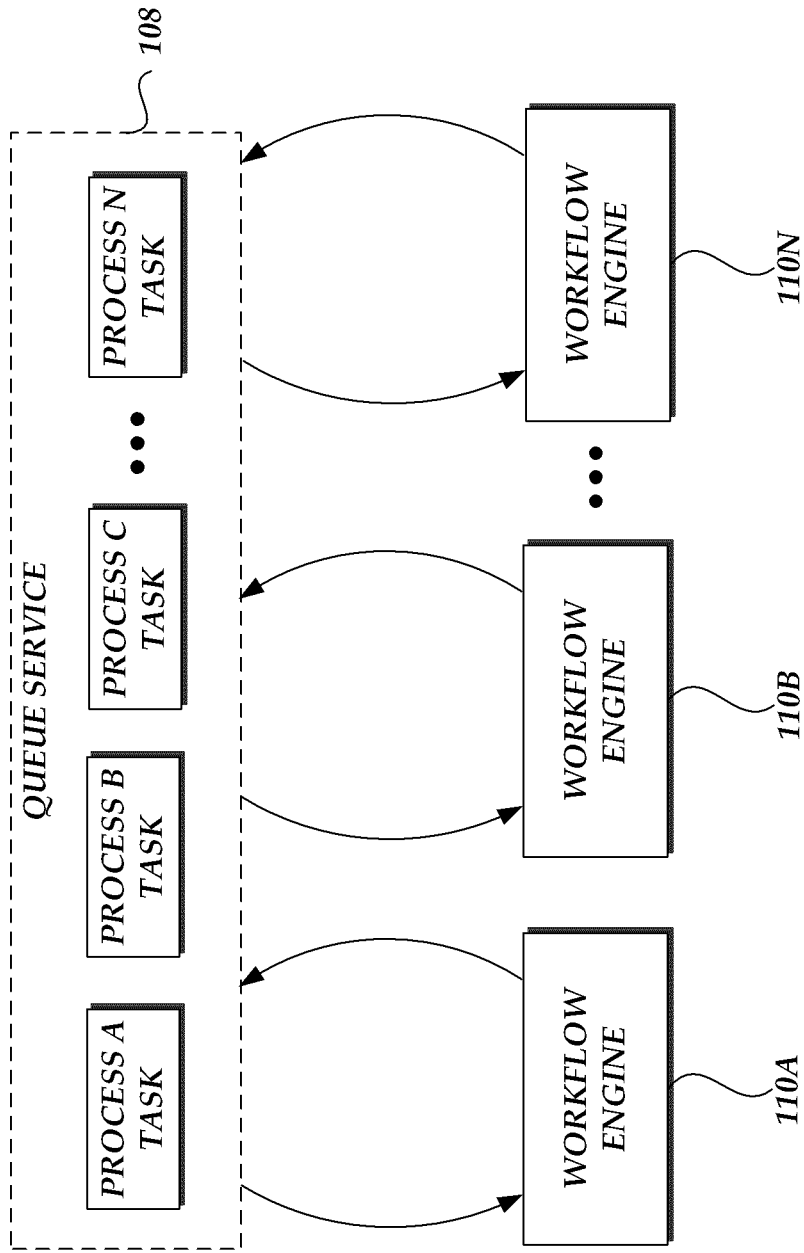 QUEUE SERVICE
108
PROCESS A
TASK
PROCESS B
TASK
PROCESS C
TASK
PROCESS N
TASK
WORKFLOW
ENGINE
WORKFLOW
ENGINE
WORKFLOW
ENGINE
110A
110B
110N